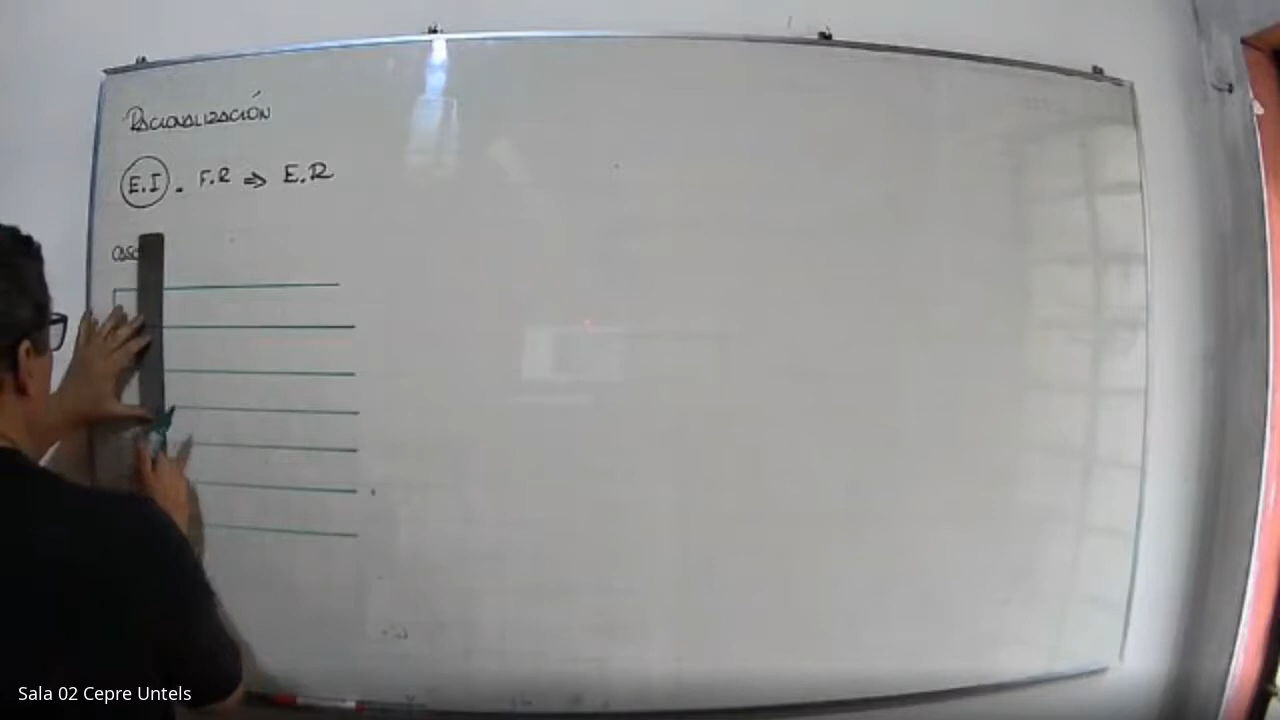 RACIONALIZACIÓN
E.I . F.R ⇒ E.R
Sala 02 Cepre Untels